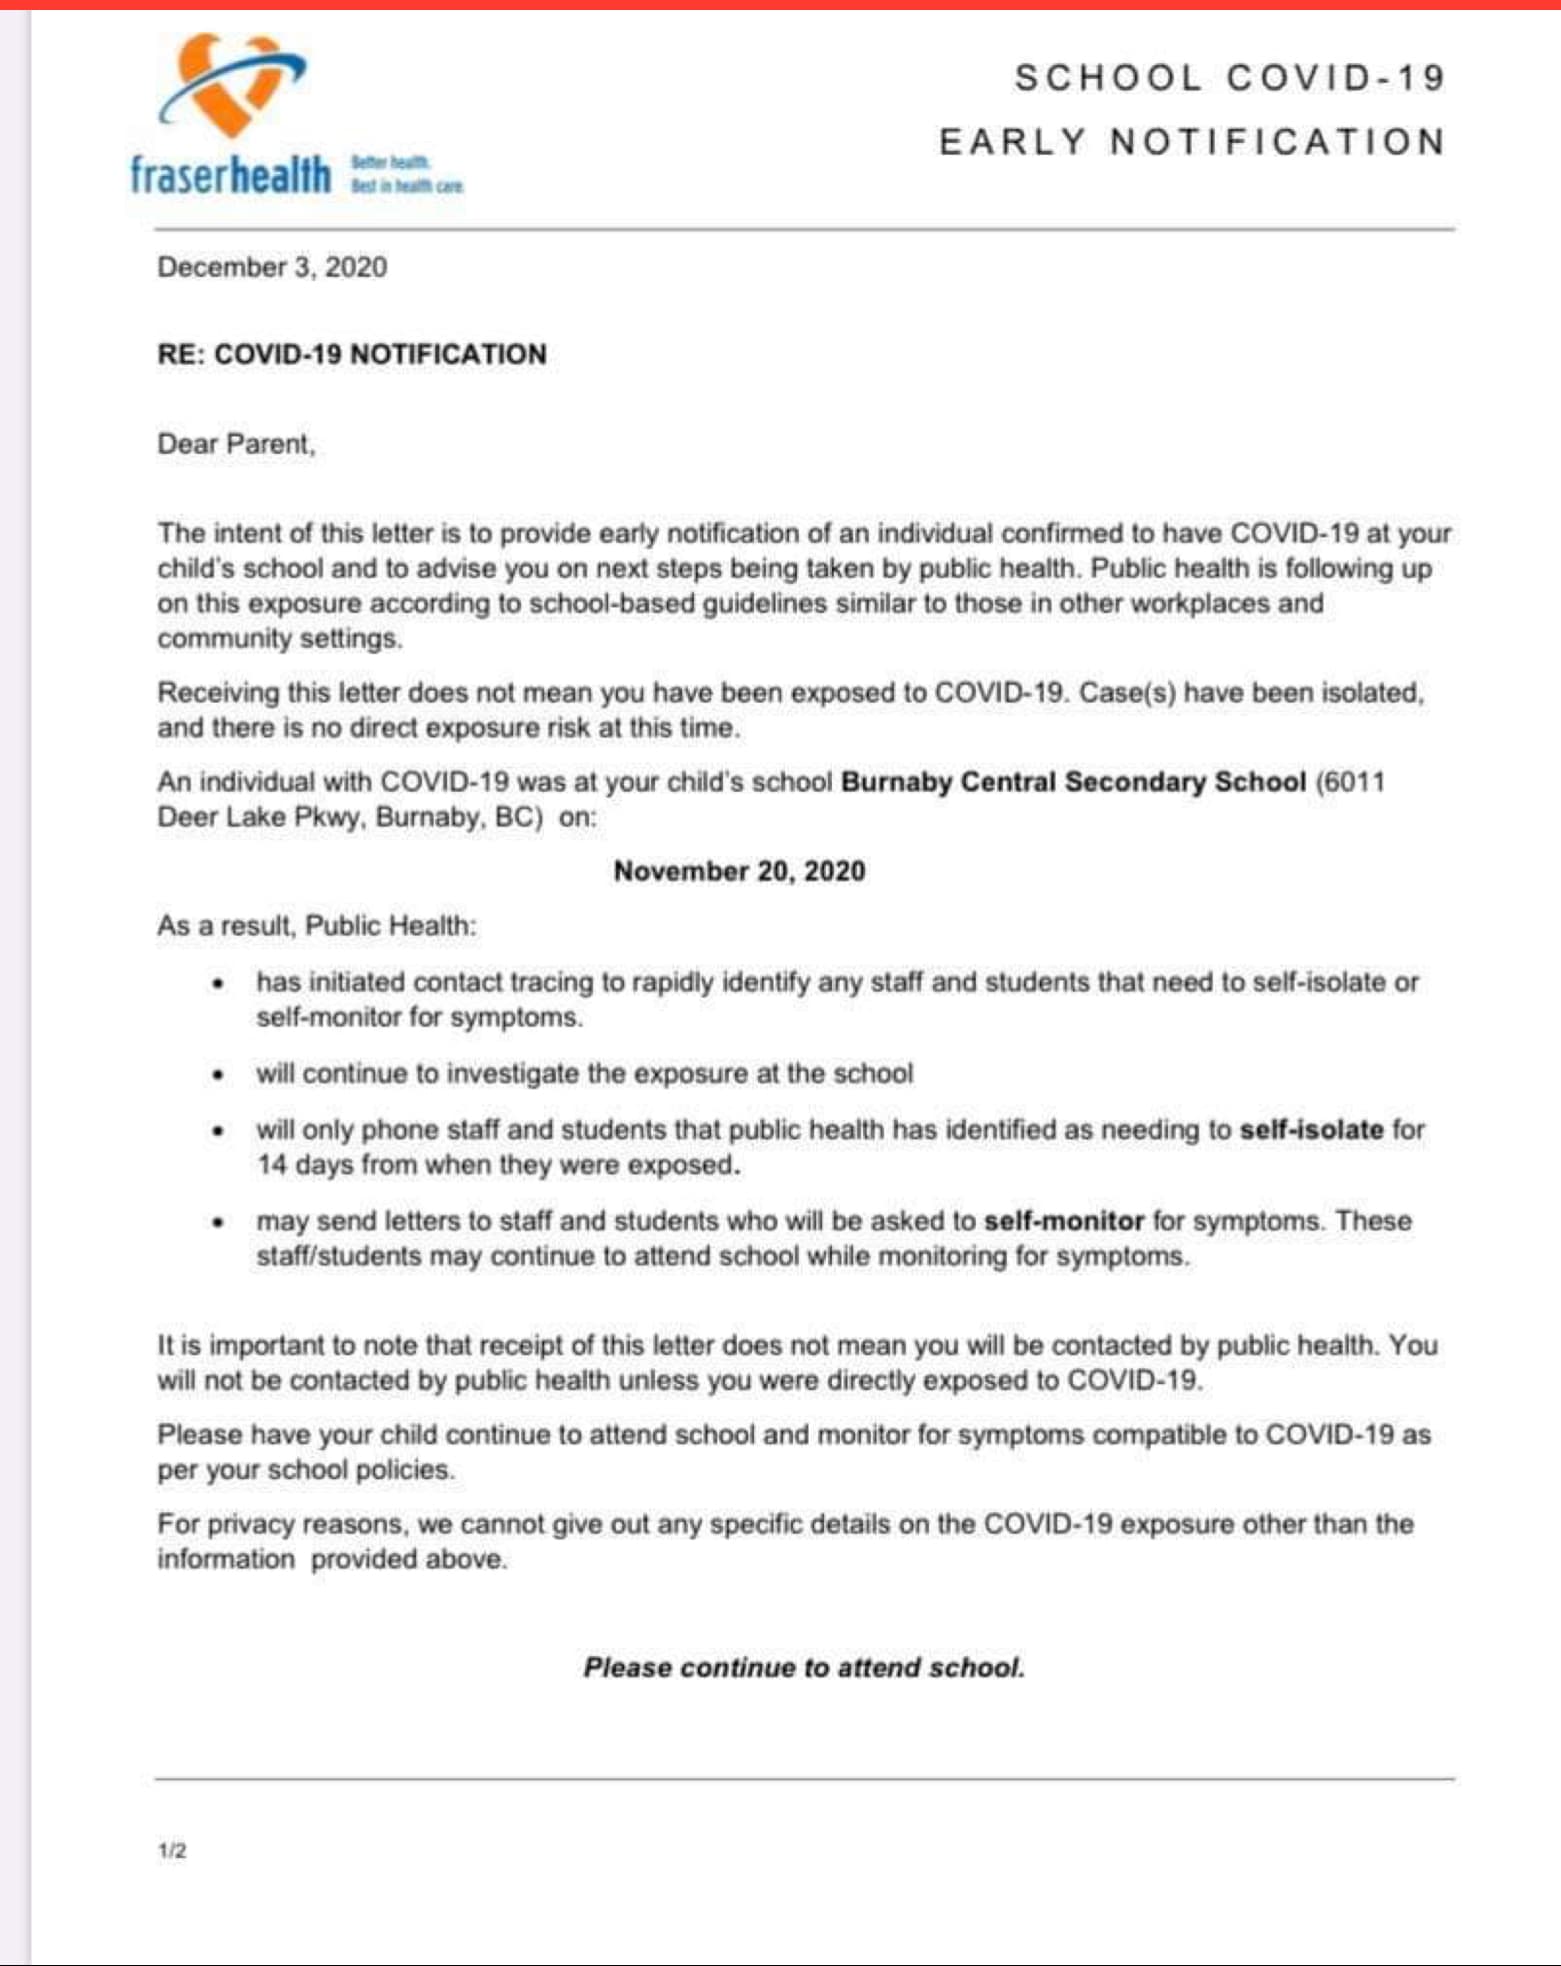 SCHOOL COVID-19
EARLY NOTIFICATION
fraserhealth
Better health.
Best in health care.
December 3, 2020
RE: COVID-19 NOTIFICATION
Dear Parent,
The intent of this letter is to provide early notification of an individual confirmed to have COVID-19 at your
child's school and to advise you on next steps being taken by public health. Public health is following up
on this exposure according to school-based guidelines similar to those in other workplaces and
community settings.
Receiving this letter does not mean you have been exposed to COVID-19. Case(s) have been isolated,
and there is no direct exposure risk at this time.
An individual with COVID-19 was at your child's school Burnaby Central Secondary School (6011
Deer Lake Pkwy, Burnaby, BC)  on:
November 20, 2020
As a result, Public Health:
• has initiated contact tracing to rapidly identify any staff and students that need to self-isolate or
self-monitor for symptoms.
• will continue to investigate the exposure at the school
• will only phone staff and students that public health has identified as needing to self-isolate for
14 days from when they were exposed.
• may send letters to staff and students who will be asked to self-monitor for symptoms. These
staff/students may continue to attend school while monitoring for symptoms.
It is important to note that receipt of this letter does not mean you will be contacted by public health. You
will not be contacted by public health unless you were directly exposed to COVID-19.
Please have your child continue to attend school and monitor for symptoms compatible to COVID-19 as
per your school policies.
For privacy reasons, we cannot give out any specific details on the COVID-19 exposure other than the
information  provided above.
Please continue to attend school.
1/2